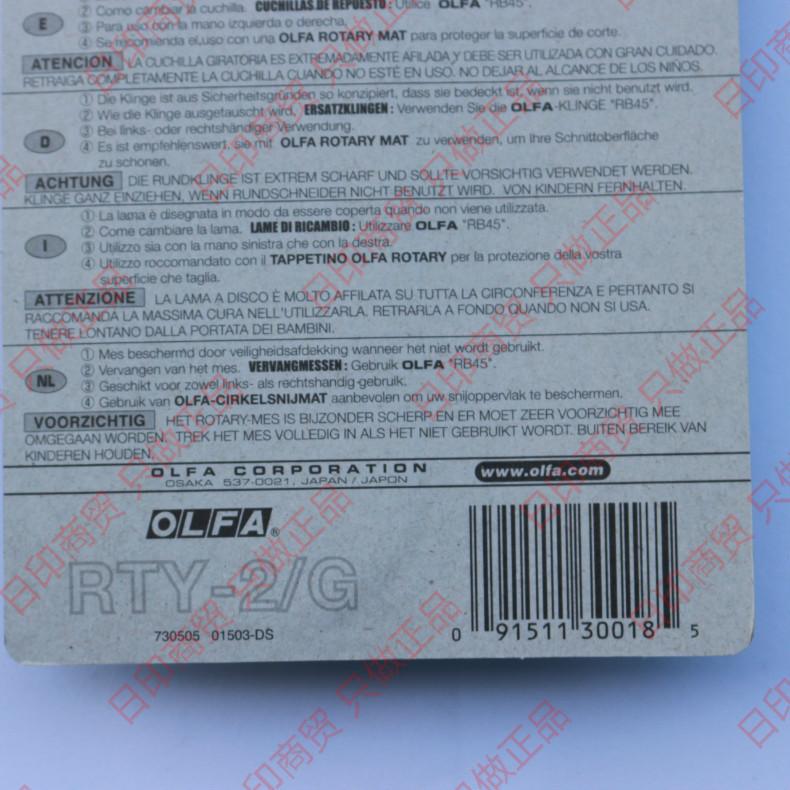 ② Como cambiar la cuchilla. CUCHILLAS DE REPUESTO: Utilice OLFA "RB45".
E
③ Para uso con la mano izquierda o derecha.
④ Se recomienda el uso con una OLFA ROTARY MAT para proteger la superficie de corte.
ATENCION LA CUCHILLA GIRATORIA ES EXTREMADAMENTE AFILADA Y DEBE SER UTILIZADA CON GRAN CUIDADO.
RETRAIGA COMPLETAMENTE LA CUCHILLA CUANDO NO ESTÉ EN USO. NO DEJAR AL ALCANCE DE LOS NIÑOS.
① Die Klinge ist aus Sicherheitsgründen so konzipiert, dass sie bedeckt ist, wenn sie nicht benutzt wird.
② Wie die Klinge ausgetauscht wird. ERSATZKLINGEN: Verwenden Sie die OLFA-KLINGE "RB45".
D
③ Bei links- oder rechtshändiger Verwendung.
④ Es ist empfehlenswert, sie mit OLFA ROTARY MAT zu verwenden, um Ihre Schnittoberfläche
zu schonen.
ACHTUNG DIE RUNDKLINGE IST EXTREM SCHARF UND SOLLTE VORSICHTIG VERWENDET WERDEN.
KLINGE GANZ EINZIEHEN, WENN RUNDSCHNEIDER NICHT BENUTZT WIRD. VON KINDERN FERNHALTEN.
① La lama è disegnata in modo da essere coperta quando non viene utilizzata.
② Come cambiare la lama. LAME DI RICAMBIO: Utilizzare OLFA "RB45".
I
③ Utilizzo sia con la mano sinistra che con la destra.
④ Utilizzo roccomandato con il TAPPETINO OLFA ROTARY per la protezione della vostra
superficie che taglia.
ATTENZIONE LA LAMA A DISCO È MOLTO AFFILATA SU TUTTA LA CIRCONFERENZA E PERTANTO SI
RACCOMANDA LA MASSIMA CURA NELL'UTILIZZARLA. RETRARLA A FONDO QUANDO NON SI USA.
TENERE LONTANO DALLA PORTATA DEI BAMBINI.
① Mes beschermd door veiligheidsafdekking wanneer het niet wordt gebruikt.
② Vervangen van het mes. VERVANGMESSEN: Gebruik OLFA "RB45".
NL
③ Geschikt voor zowel links- als rechtshandig gebruik.
④ Gebruik van OLFA-CIRKELSNIJMAT aanbevolen om uw snijoppervlak te beschermen.
VOORZICHTIG HET ROTARY-MES IS BIJZONDER SCHERP EN ER MOET ZEER VOORZICHTIG MEE
OMGEGAAN WORDEN. TREK HET MES VOLLEDIG IN ALS HET NIET GEBRUIKT WORDT. BUITEN BEREIK VAN
KINDEREN HOUDEN.
OLFA CORPORATION www.olfa.com
OSAKA 537-0021, JAPAN / JAPON
OLFA®
RTY-2/G
730505 01503-DS
0 91511 30018 5
日印商贸 只做正品